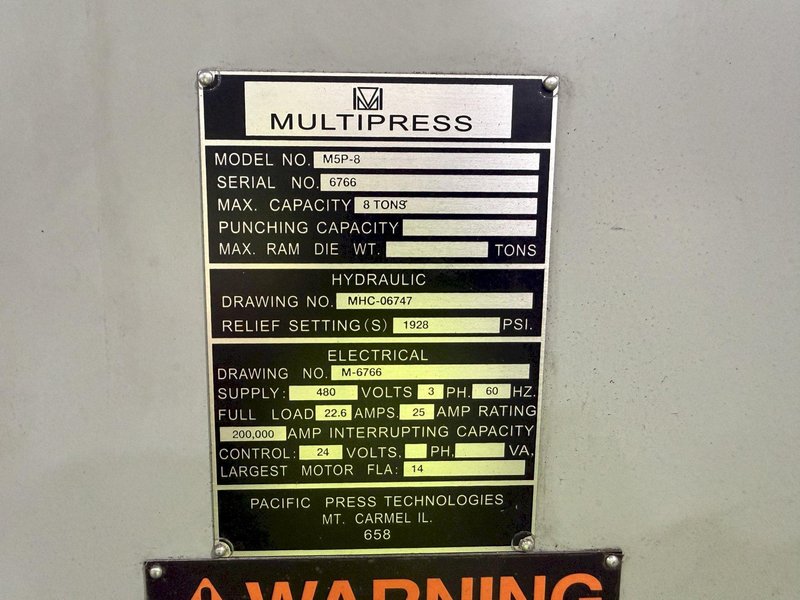 MULTIPRESS
MODEL NO. M5P-8
SERIAL NO. 6766
MAX. CAPACITY 8 TONS
PUNCHING CAPACITY
MAX. RAM DIE WT. TONS
HYDRAULIC
DRAWING NO. MHC-06747
RELIEF SETTING(S) 1928 PSI.
ELECTRICAL
DRAWING NO. M-6766
SUPPLY: 480 VOLTS 3 PH. 60 HZ.
FULL LOAD 22.6 AMPS. 25 AMP RATING
200,000 AMP INTERRUPTING CAPACITY
CONTROL: 24 VOLTS, PH, VA,
LARGEST MOTOR FLA: 14
PACIFIC PRESS TECHNOLOGIES
MT. CARMEL IL.
658
WARNING